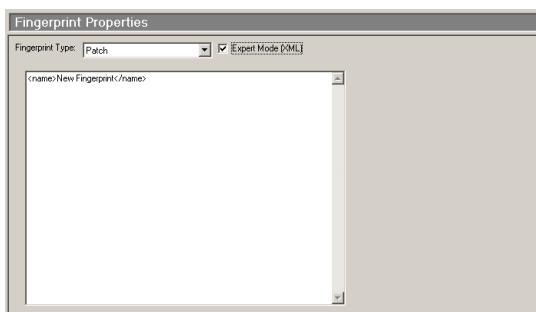 Fingerprint Properties
Fingerprint Type: Patch Expert Mode (XML)
<name>New Fingerprint</name>